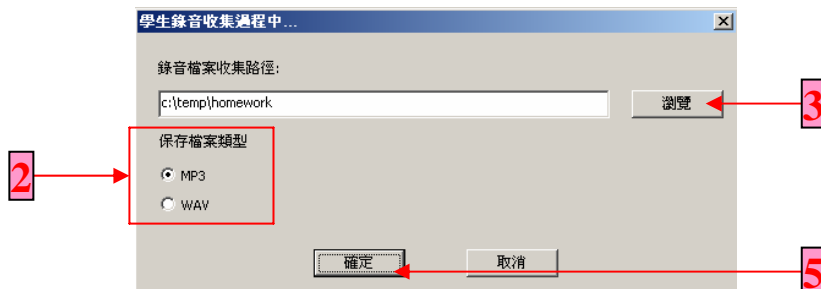 學生錄音收集過程中...
錄音檔案收集路徑:
c:\temp\homework
瀏覽
3
保存檔案類型
2
MP3
WAV
確定
取消
5